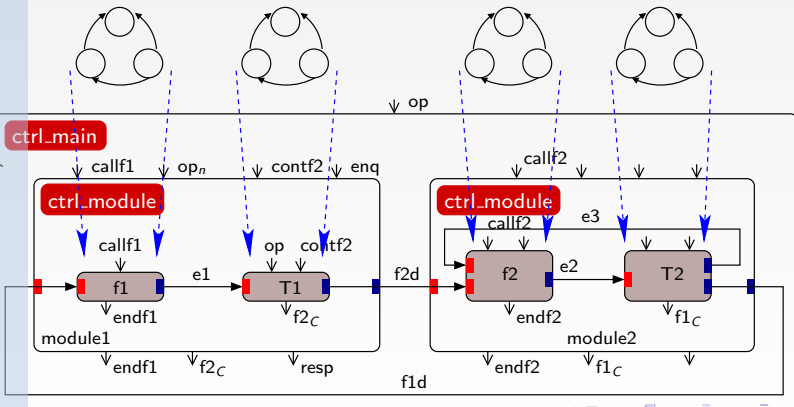 op
ctrl_main
callf1 opₙ contf2 enq callf2
ctrl_module ctrl_module
callf1 op contf2 callf2 e3
f1 e1 T1 f2d f2 e2 T2
endf1 f2_C endf2 f1_C
module1 module2
endf1 f2_C resp endf2 f1_C
f1d